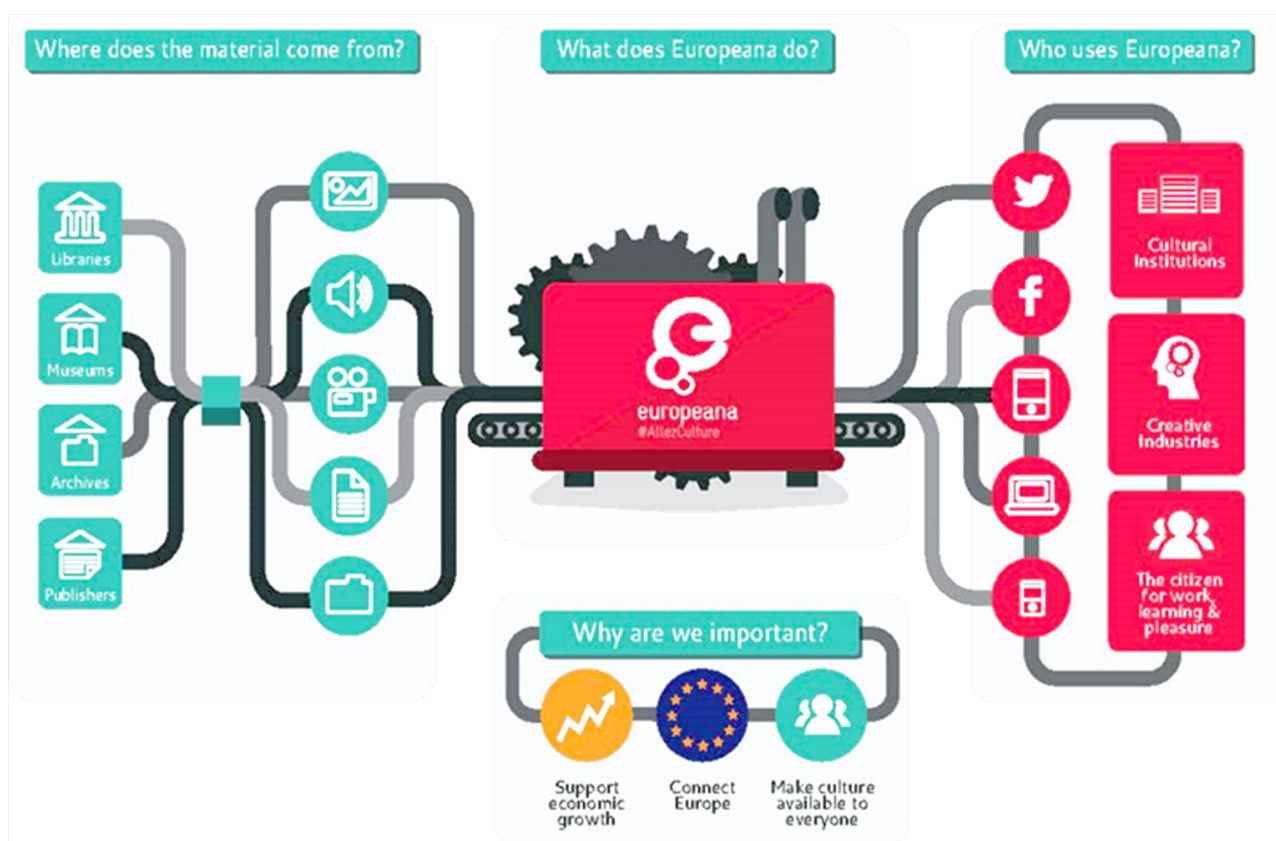 Where does the material come from?
Libraries
Museums
Archives
Publishers
What does Europeana do?
europeana
#AllezCulture
Why are we important?
Support
economic
growth
Connect
Europe
Make culture
available to
everyone
Who uses Europeana?
Cultural
Institutions
Creative
Industries
The citizen
for work,
learning &
pleasure